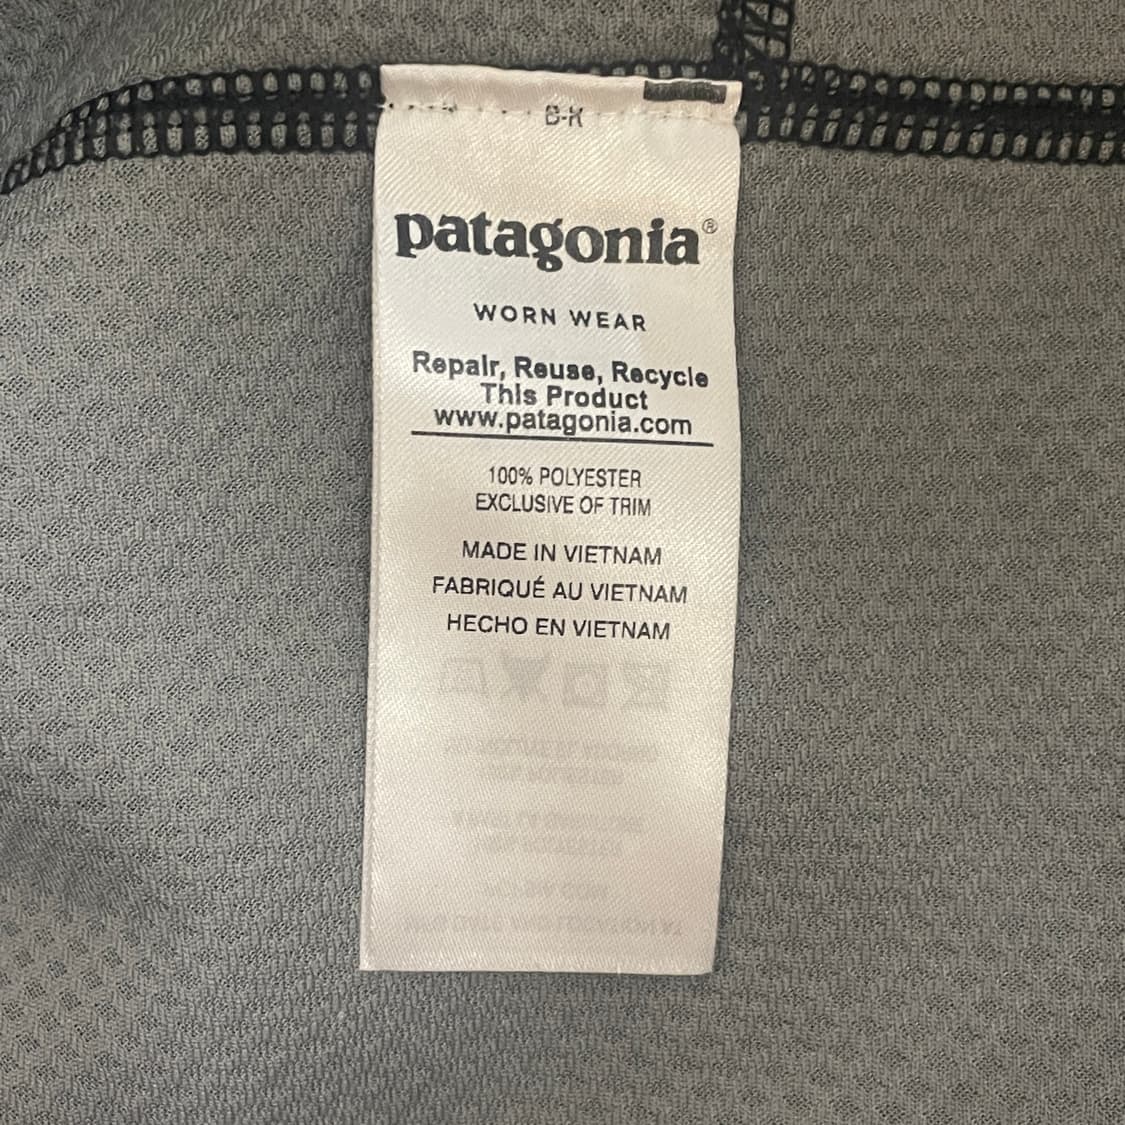 patagonia®
WORN WEAR
Repair, Reuse, Recycle
This Product
www.patagonia.com
100% POLYESTER
EXCLUSIVE OF TRIM
MADE IN VIETNAM
FABRIQUÉ AU VIETNAM
HECHO EN VIETNAM